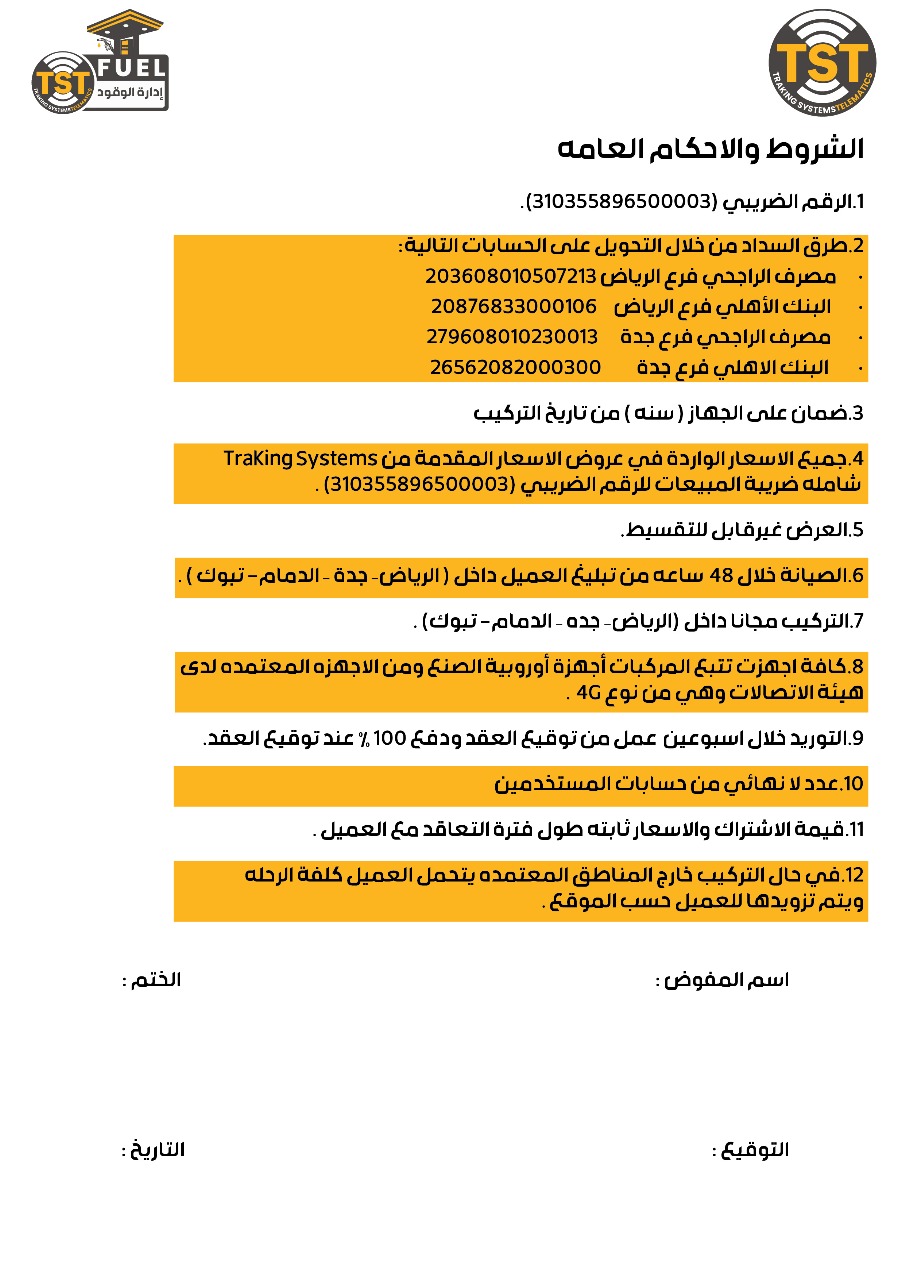 FUEL
TST
إدارة الوقود
TRAKING SYSTEMSTELEMATICS
TST
TRAKING SYSTEMSTELEMATICS
الشروط والاحكام العامه
1.الرقم الضريبي (310355896500003).
2.طرق السداد من خلال التحويل على الحسابات التالية:
· مصرف الراجحي فرع الرياض 203608010507213
· البنك الأهلي فرع الرياض 20876833000106
· مصرف الراجحي فرع جدة 279608010230013
· البنك الاهلي فرع جدة 26562082000300
3.ضمان على الجهاز ( سنه ) من تاريخ التركيب
4.جميع الاسعار الواردة في عروض الاسعار المقدمة من TraKing Systems
شامله ضريبة المبيعات للرقم الضريبي (310355896500003) .
5.العرض غيرقابل للتقسيط.
6.الصيانة خلال 48 ساعه من تبليغ العميل داخل ( الرياض- جدة - الدمام– تبوك ) .
7.التركيب مجانا داخل (الرياض- جده - الدمام– تبوك) .
8.كافة اجهزت تتبع المركبات أجهزة أوروبية الصنع ومن الاجهزه المعتمده لدى
هيئة الاتصالات وهي من نوع 4G .
9.التوريد خلال اسبوعين عمل من توقيع العقد ودفع 100 % عند توقيع العقد.
10.عدد لا نهائي من حسابات المستخدمين
11.قيمة الاشتراك والاسعار ثابته طول فترة التعاقد مع العميل .
12.في حال التركيب خارج المناطق المعتمده يتحمل العميل كلفة الرحله
ويتم تزويدها للعميل حسب الموقع .
اسم المفوض :
الختم :
التوقيع :
التاريخ :